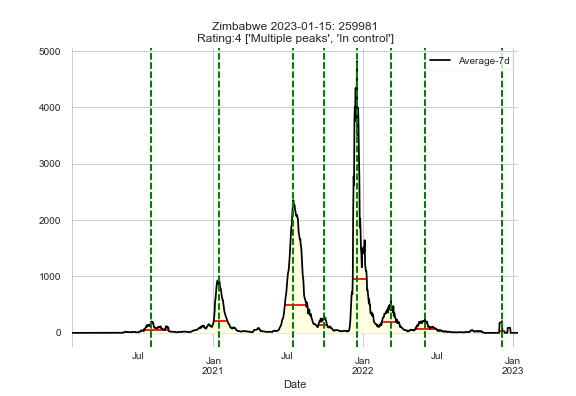 Zimbabwe 2023-01-15: 259981
Rating:4 ['Multiple peaks', 'In control']
Average-7d
5000
4000
3000
2000
1000
0
Jul Jan Jul Jan Jul Jan
2021 2022 2023
Date